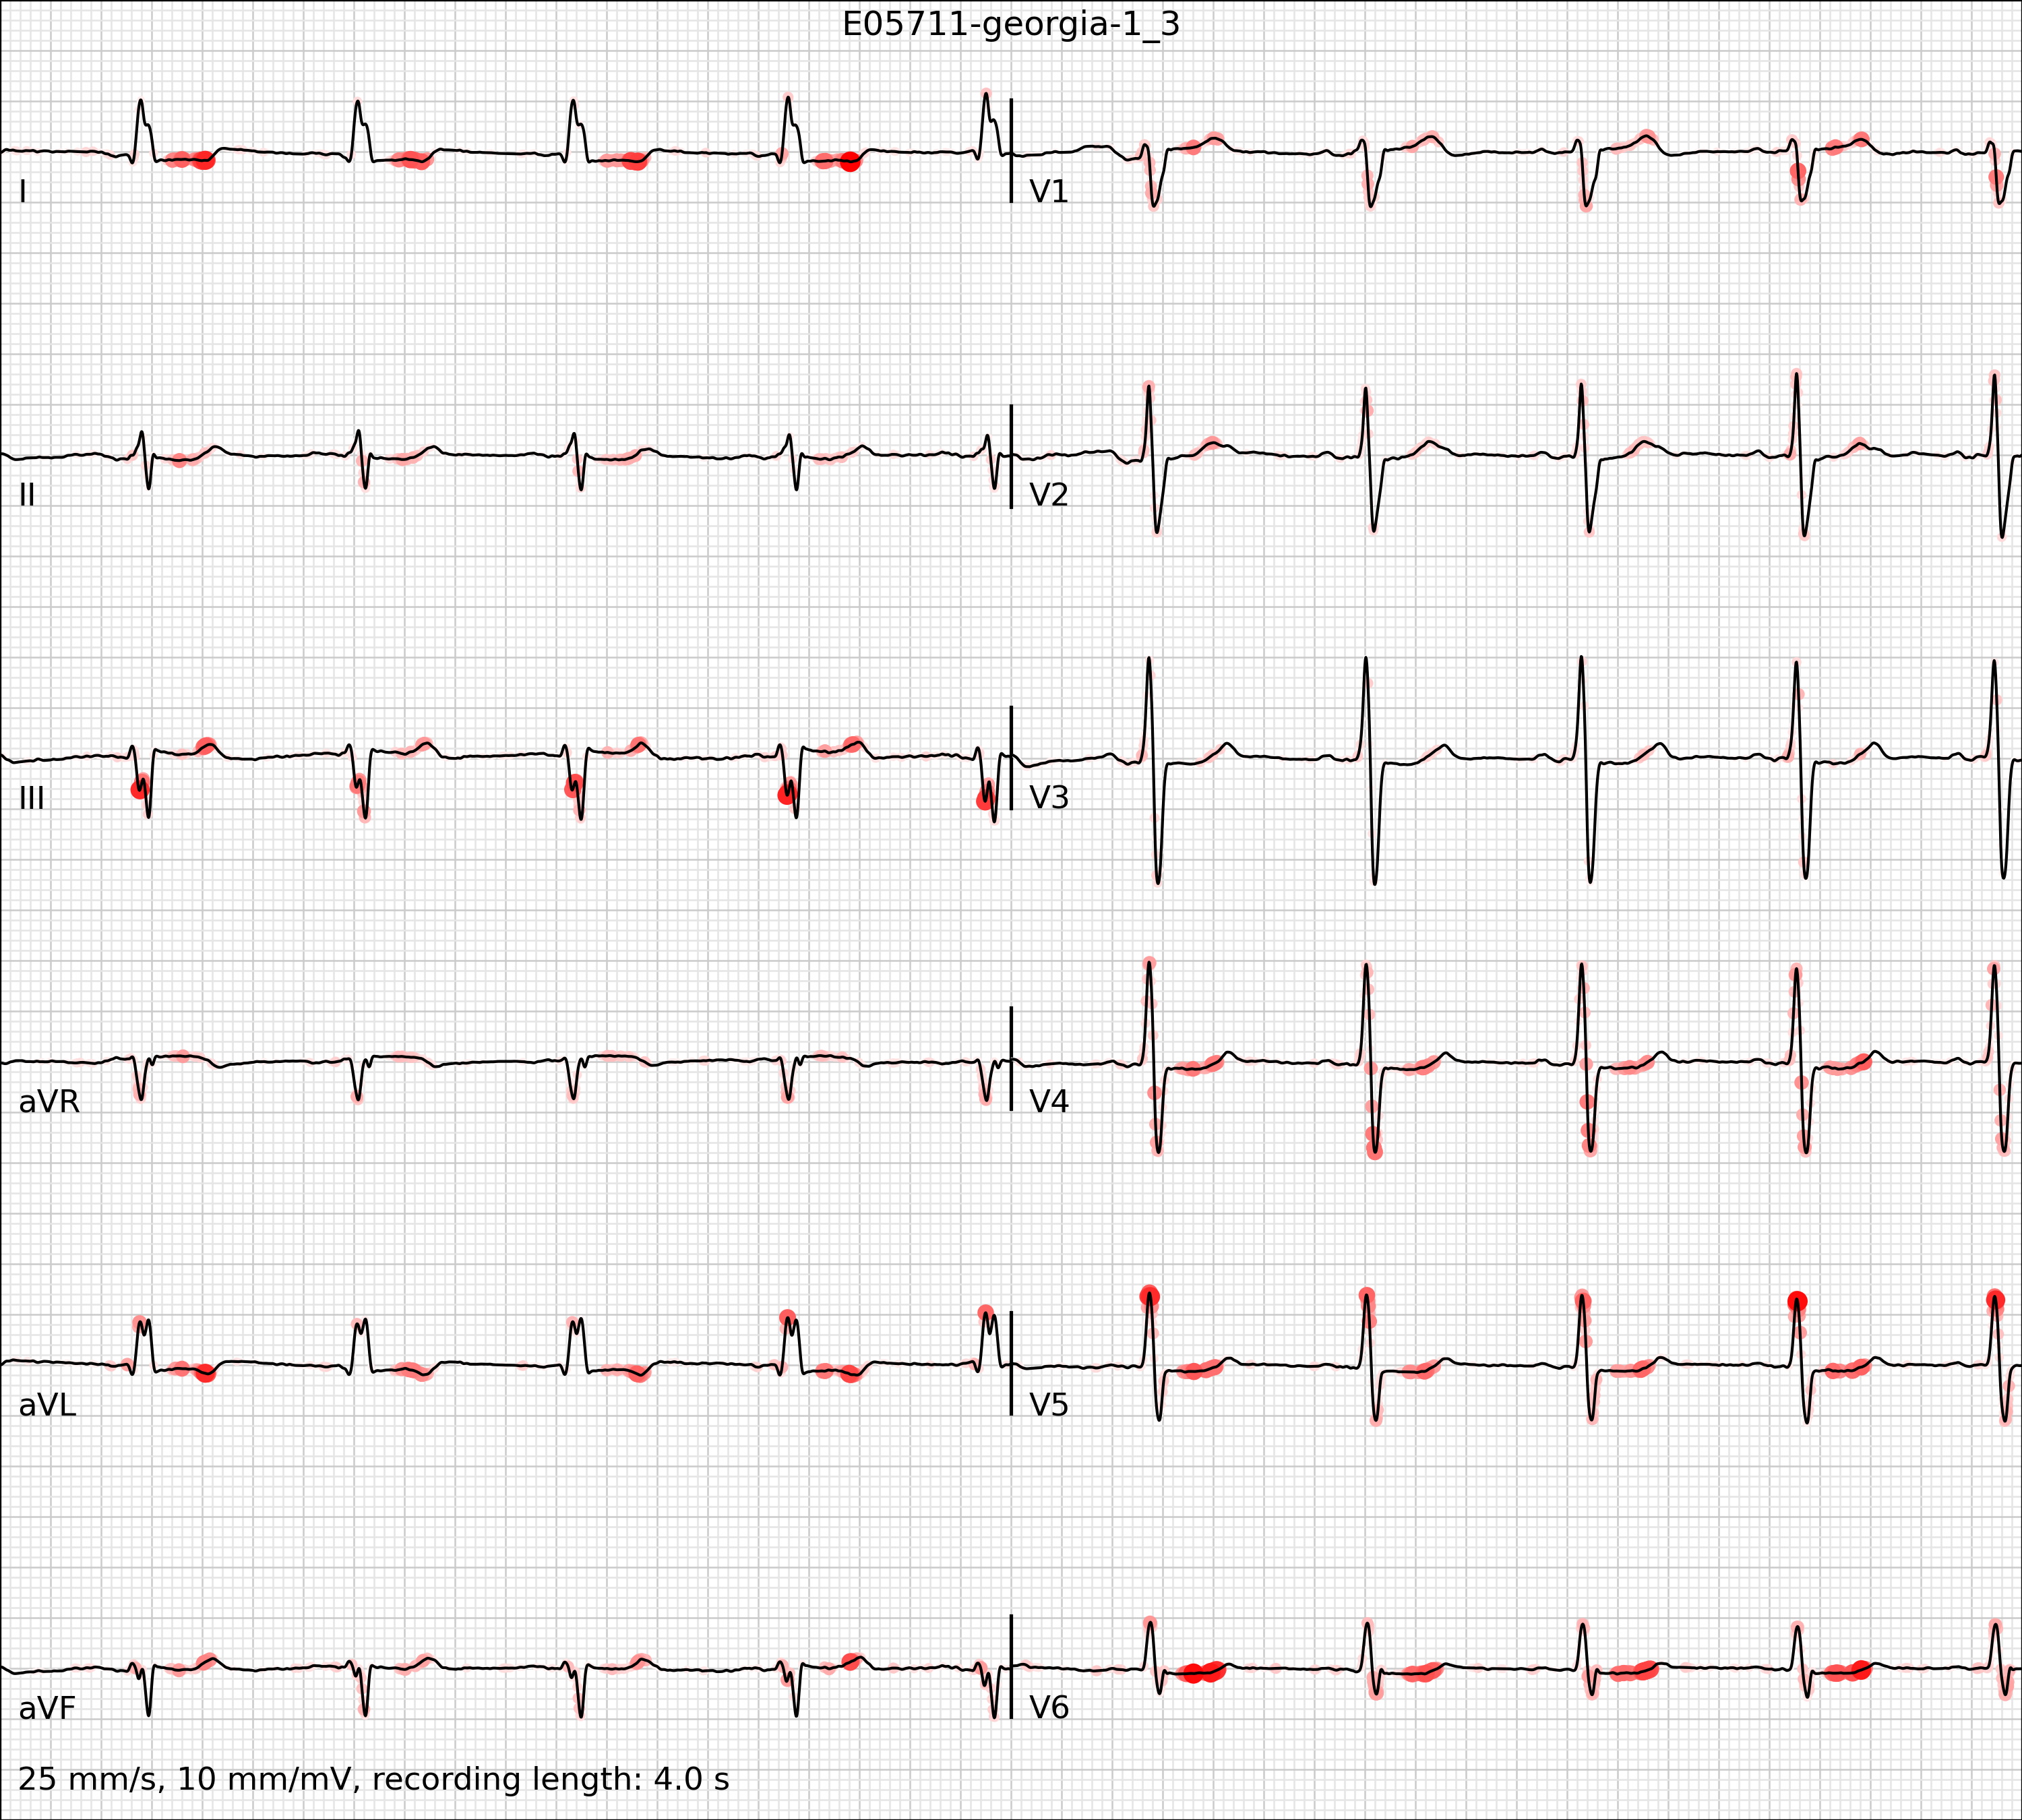 E05711-georgia-1_3
I
V1
II
V2
III
V3
aVR
V4
aVL
V5
aVF
V6
25 mm/s, 10 mm/mV, recording length: 4.0 s